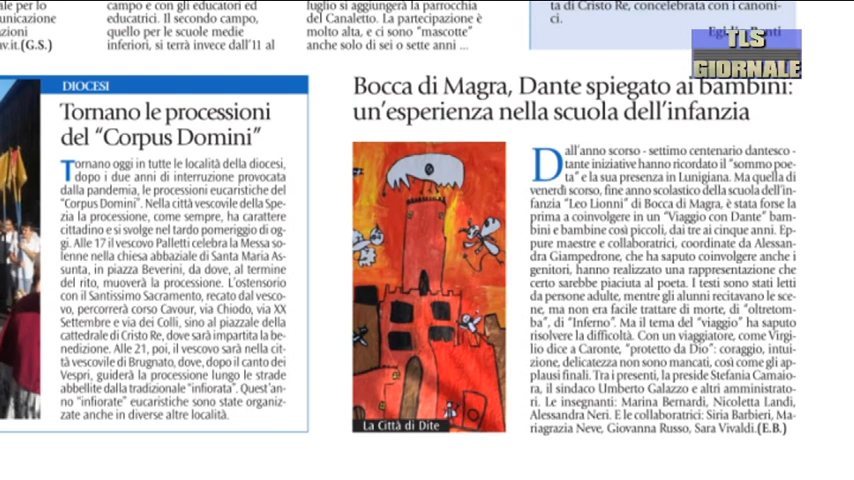 ale per lo
unicazione
zioni
v.it.(G.S.)
campo e con gli educatori ed
educatrici. Il secondo campo,
quello per le scuole medie
inferiori, si terrà invece dall'11 al
luglio si aggiungerà la parrocchia
del Canaletto. La partecipazione è
molto alta, e ci sono "mascotte"
anche solo di sei o sette anni ...
ta di Cristo Re, concelebrata con i canoni-
ci.
TLS
GIORNALE
DIOCESI
Tornano le processioni
del "Corpus Domini"
Tornano oggi in tutte le località della diocesi,
dopo i due anni di interruzione provocata
dalla pandemia, le processioni eucaristiche del
"Corpus Domini". Nella città vescovile della Spe-
zia la processione, come sempre, ha carattere
cittadino e si svolge nel tardo pomeriggio di og-
gi. Alle 17 il vescovo Palletti celebra la Messa so-
lenne nella chiesa abbaziale di Santa Maria As-
sunta, in piazza Beverini, da dove, al termine
del rito, muoverà la processione. L'ostensorio
con il Santissimo Sacramento, recato dal vesco-
vo, percorrerà corso Cavour, via Chiodo, via XX
Settembre e via dei Colli, sino al piazzale della
cattedrale di Cristo Re, dove sarà impartita la be-
nedizione. Alle 21, poi, il vescovo sarà nella cit-
tà vescovile di Brugnato, dove, dopo il canto dei
Vespri, guiderà la processione lungo le strade
abbellite dalla tradizionale "infiorata". Quest'an-
no "infiorate" eucaristiche sono state organiz-
zate anche in diverse altre località.
Bocca di Magra, Dante spiegato ai bambini:
un'esperienza nella scuola dell'infanzia
La Città di Dite
Dall'anno scorso - settimo centenario dantesco -
tante iniziative hanno ricordato il "sommo poe-
ta" e la sua presenza in Lunigiana. Ma quella di
venerdì scorso, fine anno scolastico della scuola dell'in-
fanzia "Leo Lionni" di Bocca di Magra, è stata forse la
prima a coinvolgere in un "Viaggio con Dante" bam-
bini e bambine così piccoli, dai tre ai cinque anni. Ep-
pure maestre e collaboratrici, coordinate da Alessan-
dra Giampedrone, che ha saputo coinvolgere anche i
genitori, hanno realizzato una rappresentazione che
certo sarebbe piaciuta al poeta. I testi sono stati letti
da persone adulte, mentre gli alunni recitavano le sce-
ne, ma non era facile trattare di morte, di "oltretom-
ba", di "Inferno". Ma il tema del "viaggio" ha saputo
risolvere la difficoltà. Con un viaggiatore, come Virgi-
lio dice a Caronte, "protetto da Dio": coraggio, intui-
zione, delicatezza non sono mancati, così come gli ap-
plausi finali. Tra i presenti, la preside Stefania Camaio-
ra, il sindaco Umberto Galazzo e altri amministrato-
ri. Le insegnanti: Marina Bernardi, Nicoletta Landi,
Alessandra Neri. E le collaboratrici: Siria Barbieri, Ma-
riagrazia Neve, Giovanna Russo, Sara Vivaldi.(E.B.)